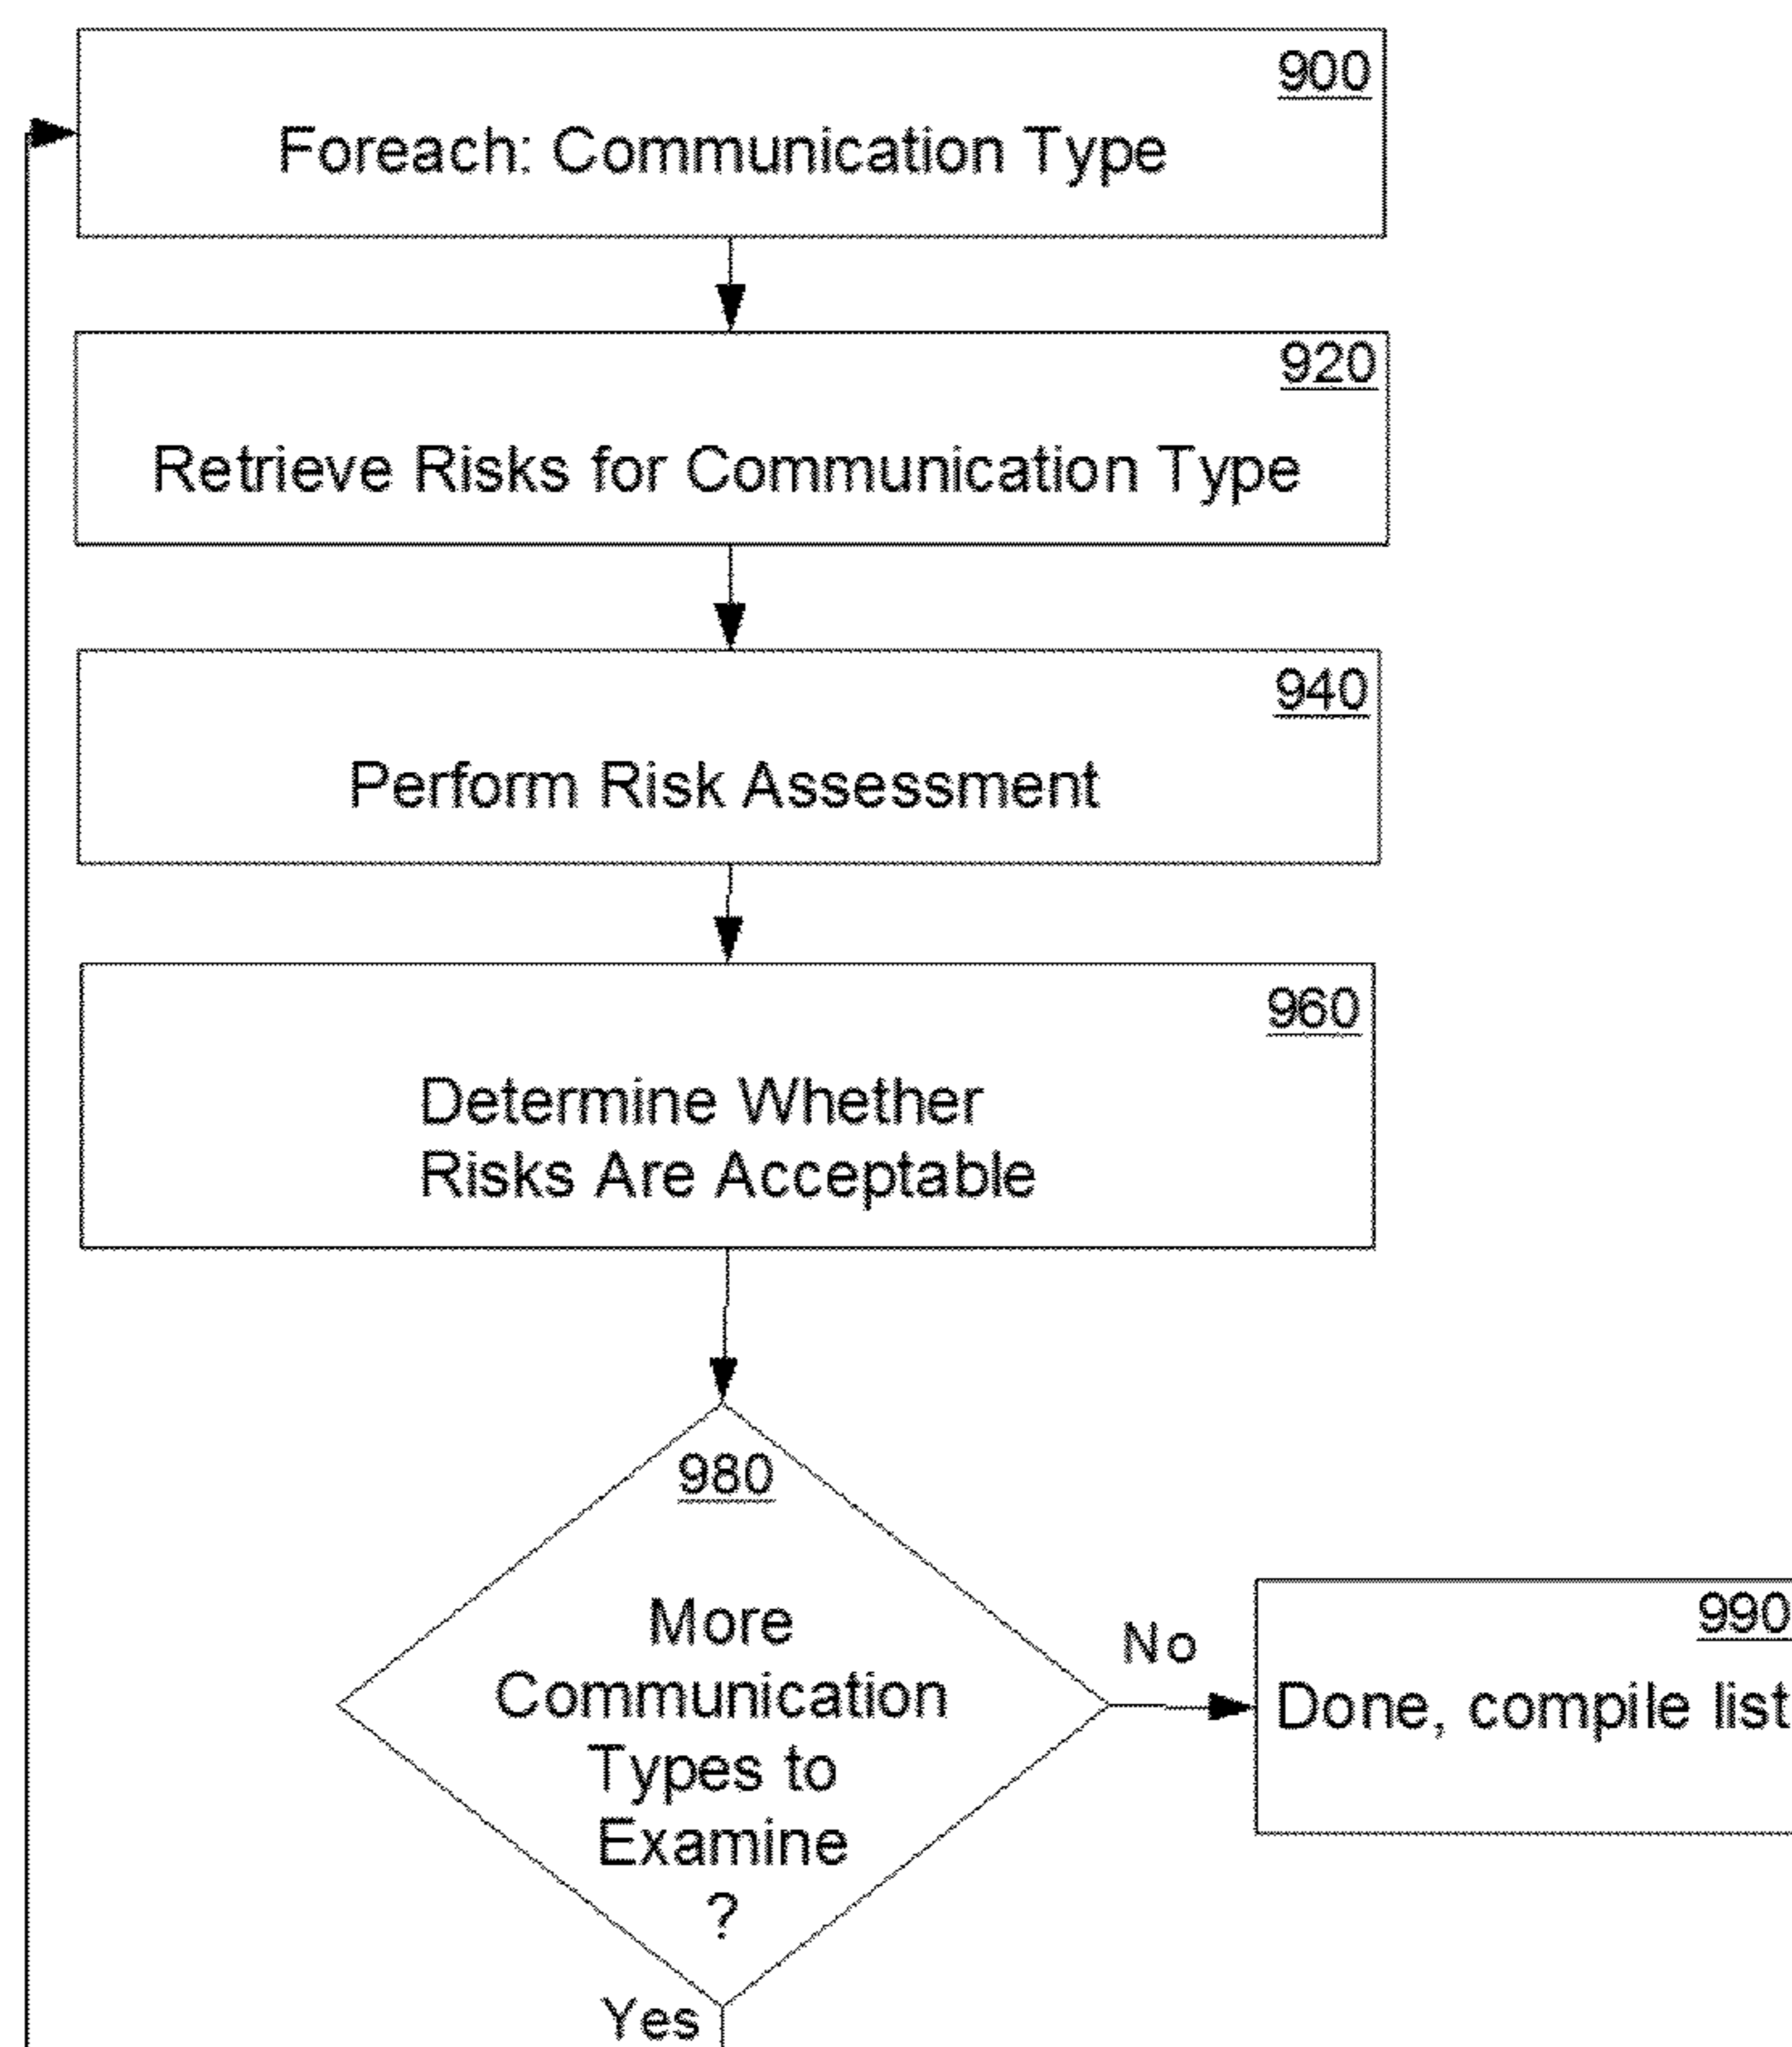 900
Foreach: Communication Type
920
Retrieve Risks for Communication Type
940
Perform Risk Assessment
960
Determine Whether
Risks Are Acceptable
980
More
Communication
Types to
Examine
?
No
990
Done, compile list
Yes